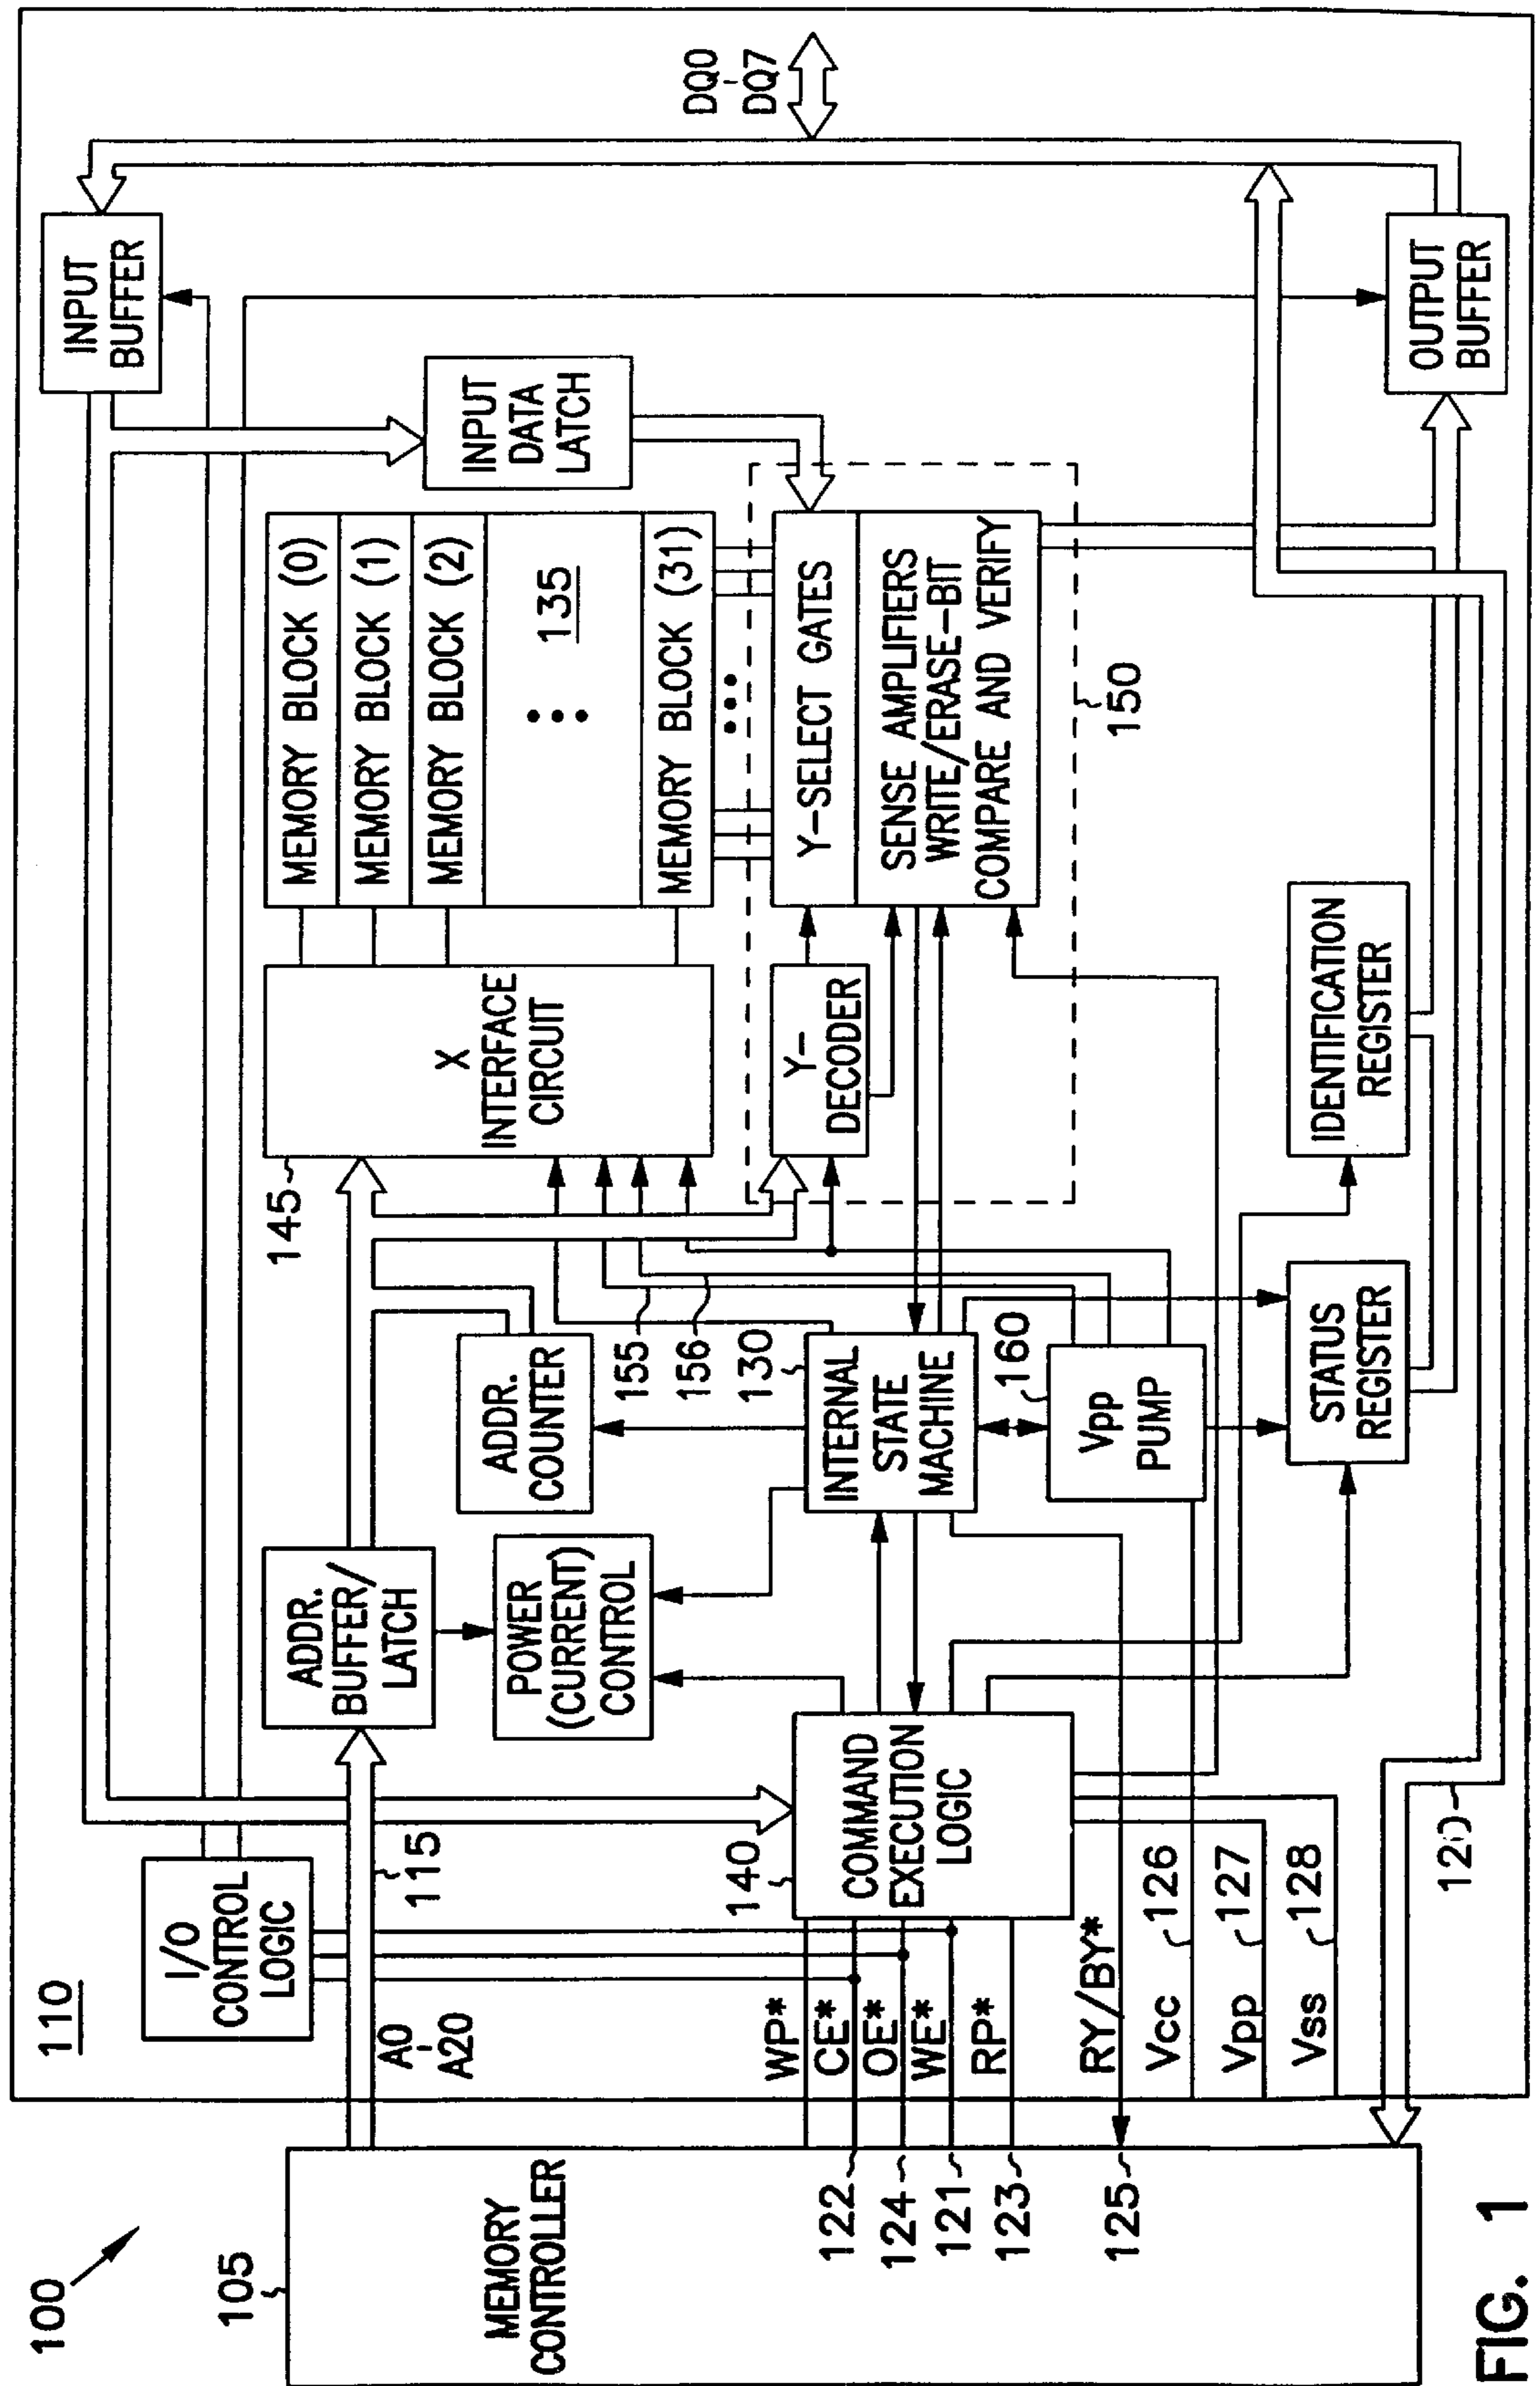 100
105
MEMORY
CONTROLLER
110
I/O
CONTROL
LOGIC
A0
A20
115
ADDR.
BUFFER/
LATCH
POWER
(CURRENT)
CONTROL
ADDR.
COUNTER
145
X
INTERFACE
CIRCUIT
MEMORY BLOCK (0)
MEMORY BLOCK (1)
MEMORY BLOCK (2)
135
MEMORY BLOCK (31)
INPUT
DATA
LATCH
INPUT
BUFFER
DQ0
DQ7
WP*
CE*
OE*
WE*
RP*
RY/BY*
Vcc
Vpp
Vss
122
124
121
123
125
126
127
128
140
COMMAND
EXECUTION
LOGIC
155
156
130
INTERNAL
STATE
MACHINE
160
Vpp
PUMP
Y-
DECODER
Y-SELECT GATES
SENSE AMPLIFIERS
WRITE/ERASE-BIT
COMPARE AND VERIFY
150
STATUS
REGISTER
IDENTIFICATION
REGISTER
OUTPUT
BUFFER
120
FIG. 1